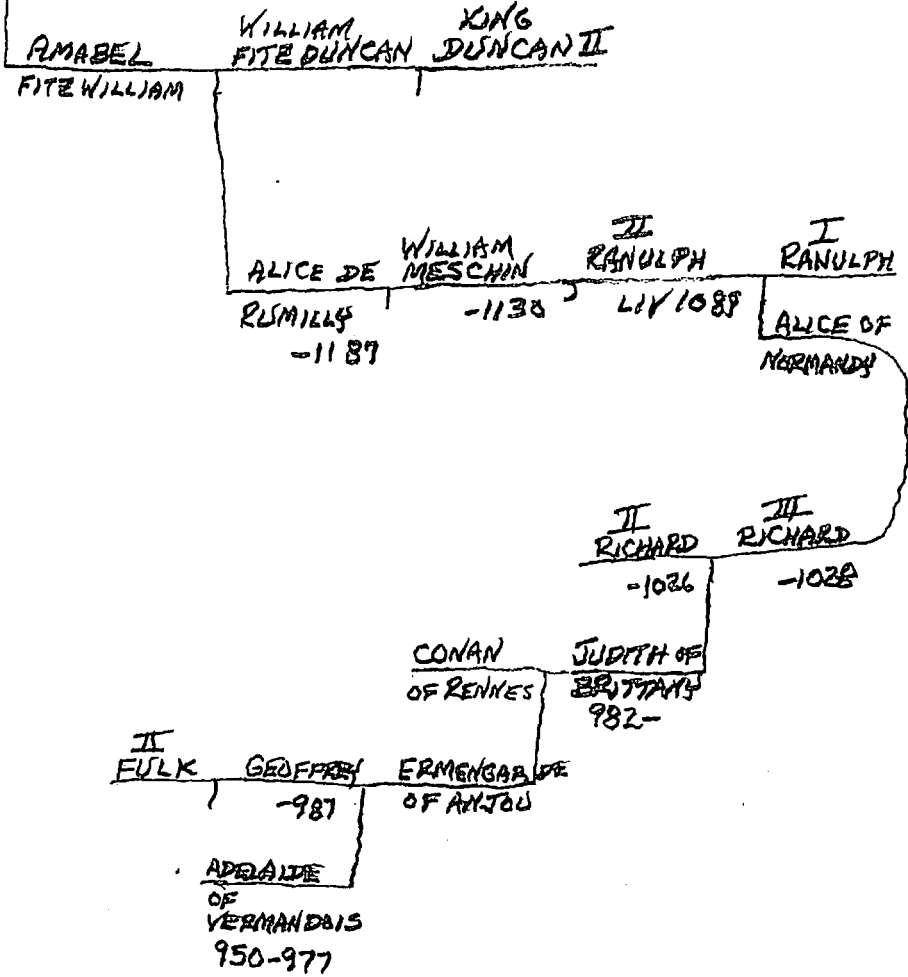 AMABEL
FITZ WILLIAM
WILLIAM
FITZ DUNCAN
KING
DUNCAN II
ALICE DE
RUMILLY
-1187
WILLIAM
MESCHIN
-1130
II
RANULPH
LIV 1089
I
RANULPH
ALICE OF
NORMANDY
II
RICHARD
-1026
III
RICHARD
-1028
CONAN
OF RENNES
JUDITH OF
BRITTANY
982-
II
FULK
GEOFFREY
-987
ERMENGARDE
OF ANJOU
ADELAIDE
OF
VERMANDOIS
950-977